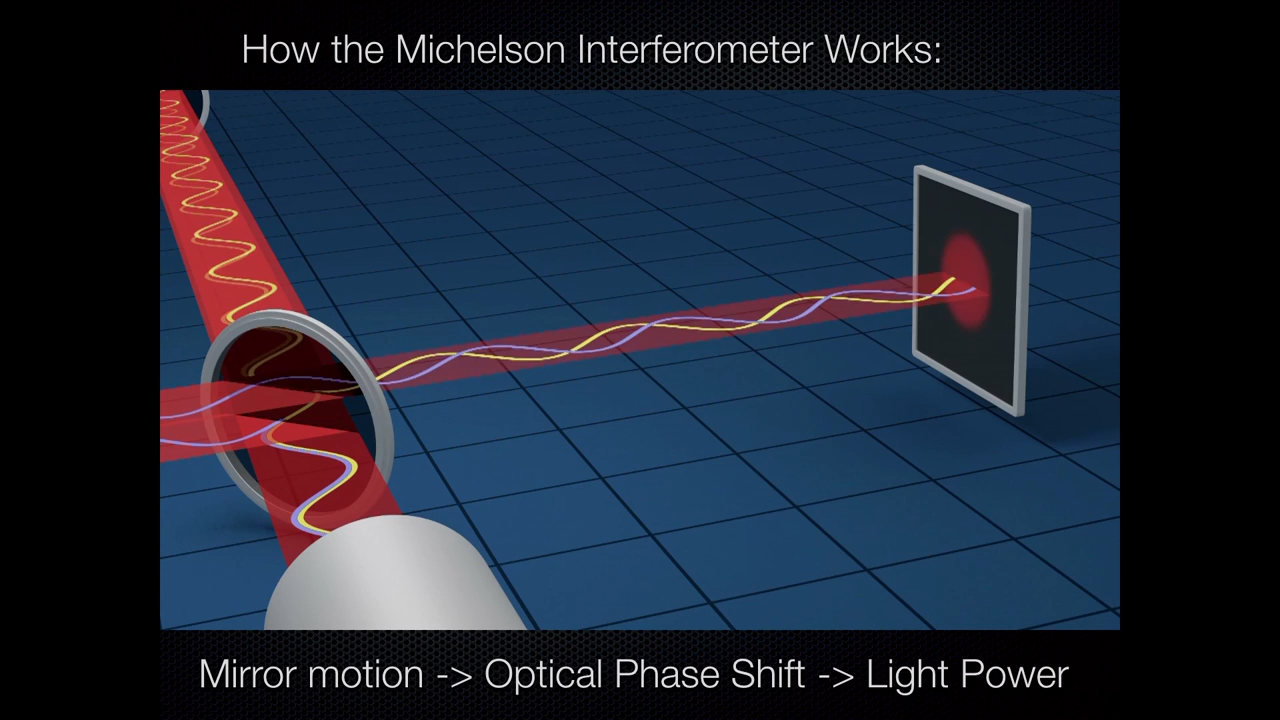 How the Michelson Interferometer Works:
Mirror motion -> Optical Phase Shift -> Light Power